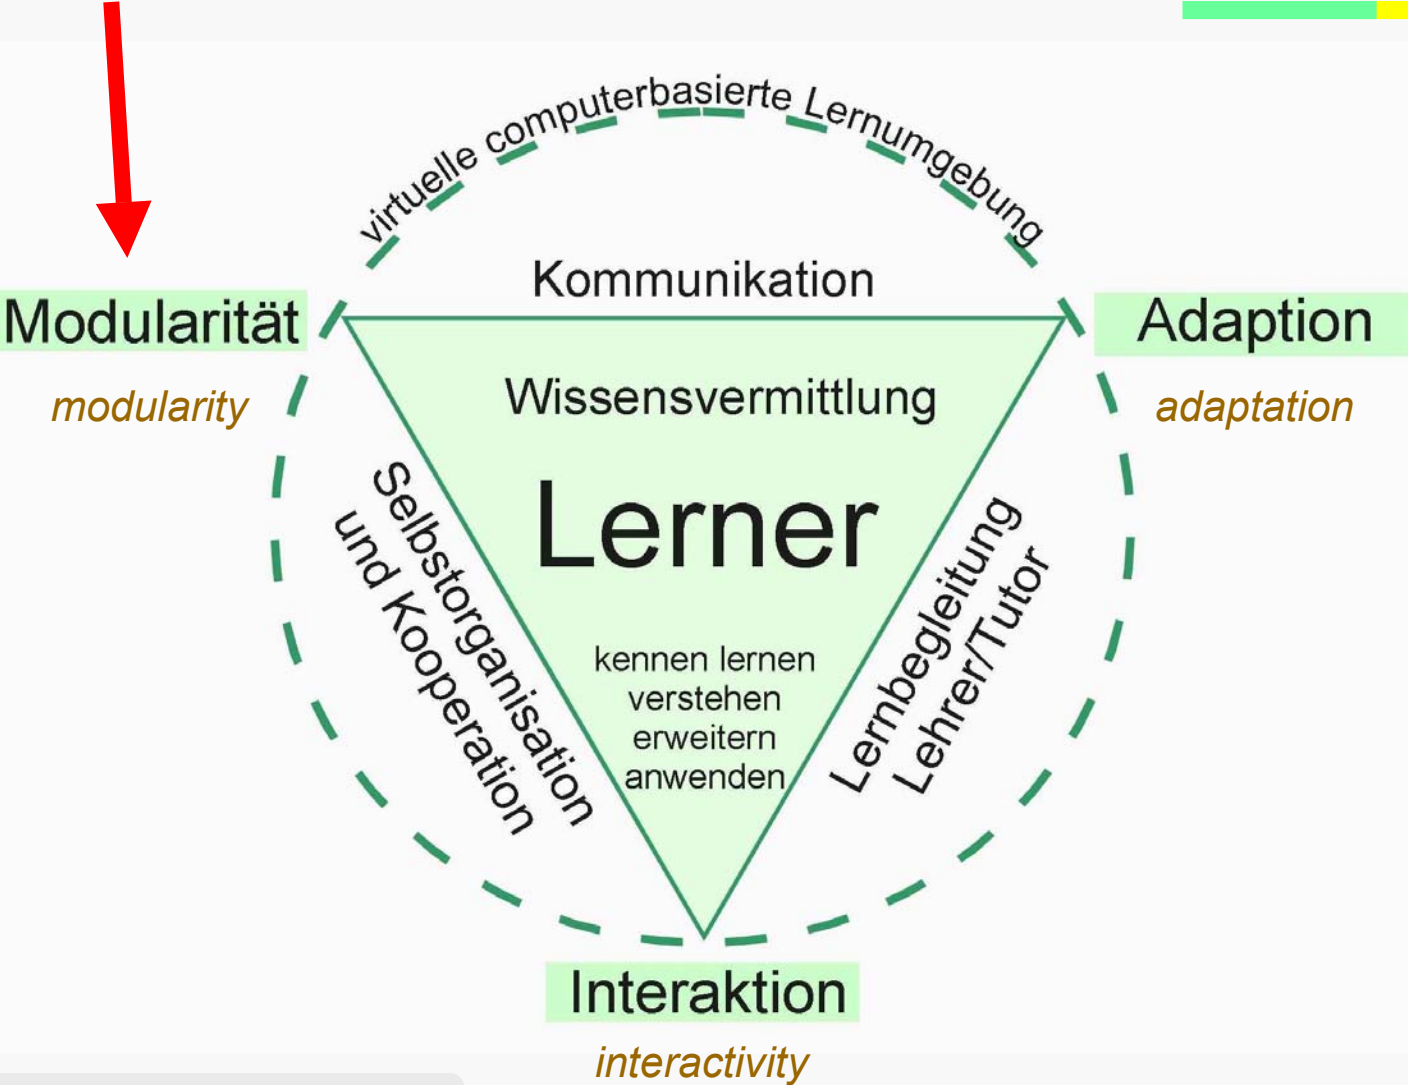 virtuelle computerbasierte Lernumgebung
Kommunikation
Modularität
Adaption
modularity
adaptation
Wissensvermittlung
Lerner
Selbstorganisation
und Kooperation
Lernbegleitung
Lehrer/Tutor
kennen lernen
verstehen
erweitern
anwenden
Interaktion
interactivity